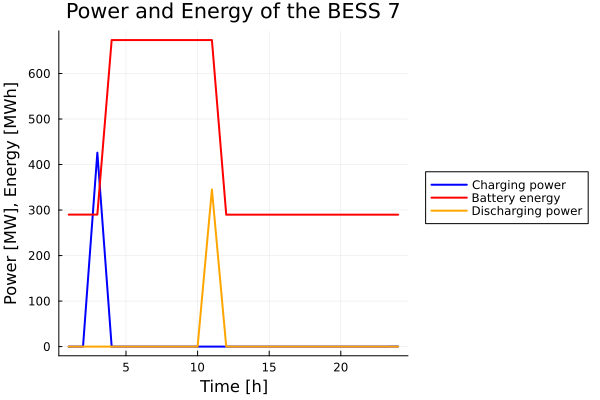 Power and Energy of the BESS 7
Power [MW], Energy [MWh]
600
500
400
300
200
100
0
5
10
15
20
Time [h]
Charging power
Battery energy
Discharging power